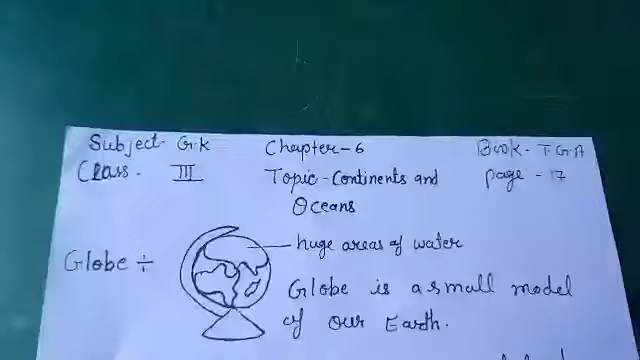 Subject- G.K Chapter-6 Book- T.G.A
Class. III Topic-Continents and page - 17
Oceans
Globe ÷ huge areas of water
Globe is a small model
of our Earth.